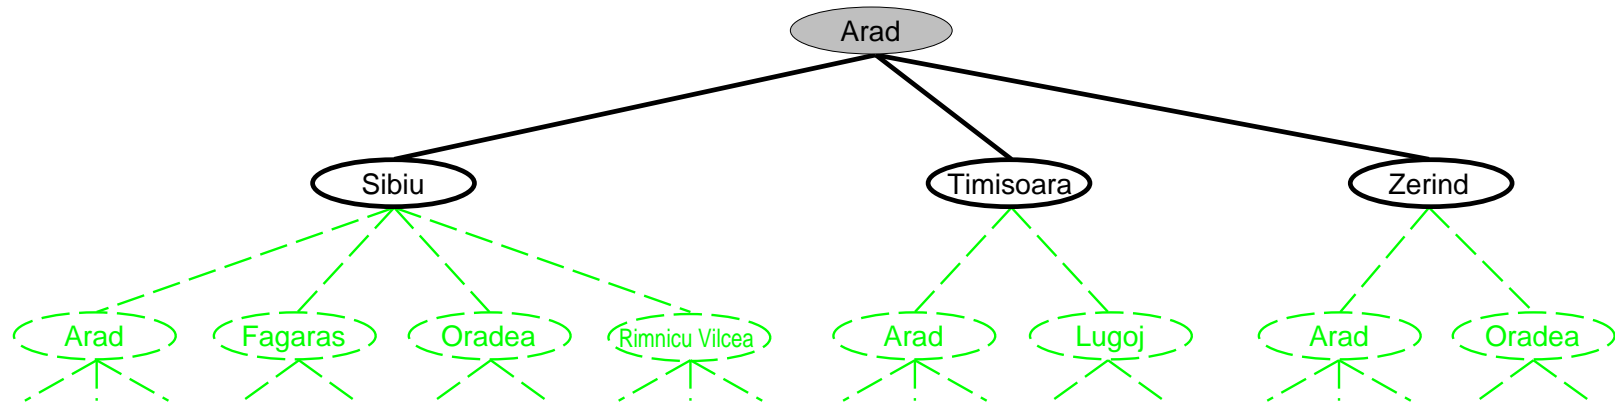 Arad
Sibiu
Timisoara
Zerind
Arad
Fagaras
Oradea
Rimnicu Vilcea
Arad
Lugoj
Arad
Oradea